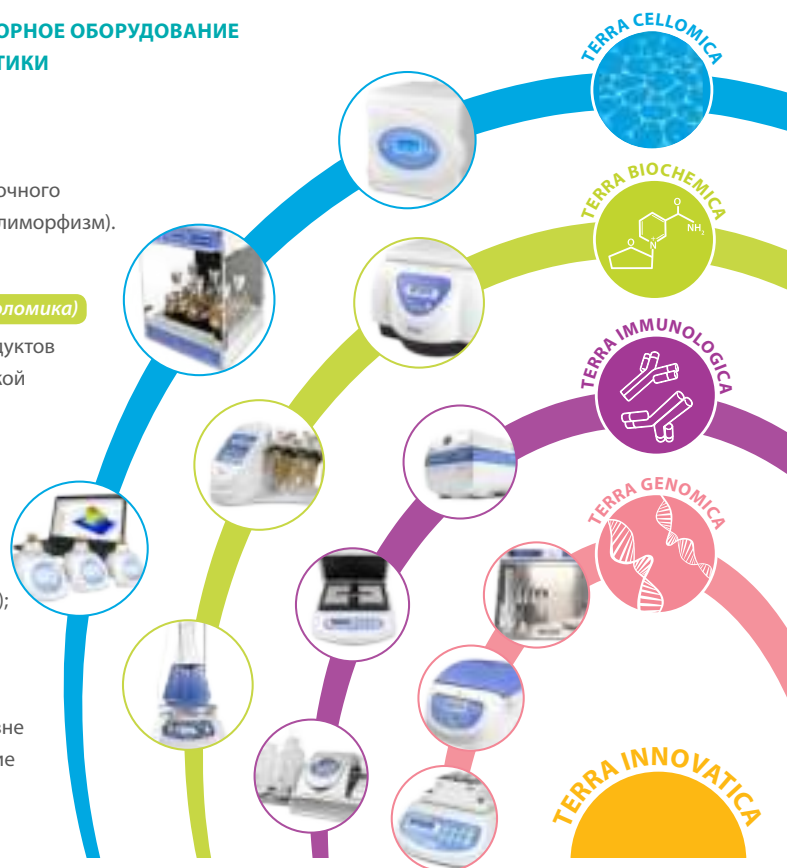 ОРНОЕ ОБОРУДОВАНИЕ
ТИКИ
очного
лиморфизм).
оломика)
дуктов
кой
);
вне
ие
TERRA CELLOMICA
TERRA BIOCHEMICA
O
NH₂
N⁺
O
TERRA IMMUNOLOGICA
TERRA GENOMICA
TERRA INNOVATICA